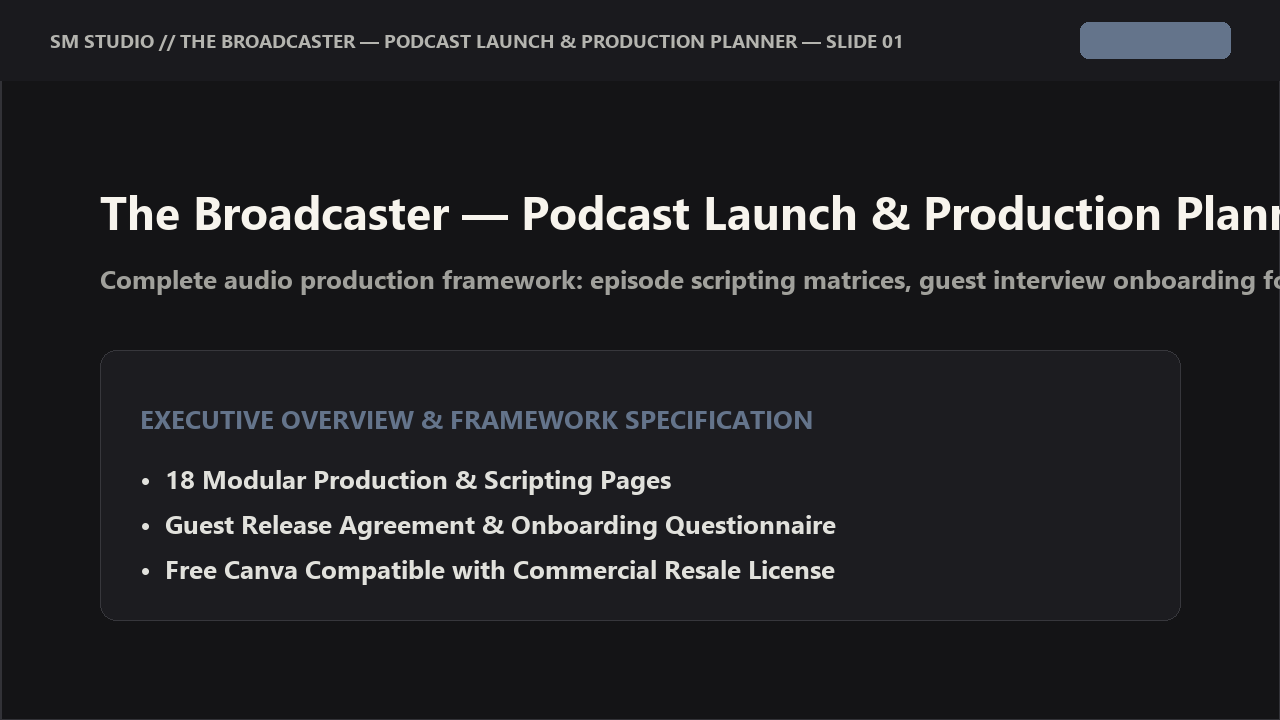 SM STUDIO // THE BROADCASTER — PODCAST LAUNCH & PRODUCTION PLANNER — SLIDE 01
The Broadcaster — Podcast Launch & Production
Complete audio production framework: episode scripting matrices, guest interview onboarding
EXECUTIVE OVERVIEW & FRAMEWORK SPECIFICATION
• 18 Modular Production & Scripting Pages
• Guest Release Agreement & Onboarding Questionnaire
• Free Canva Compatible with Commercial Resale License